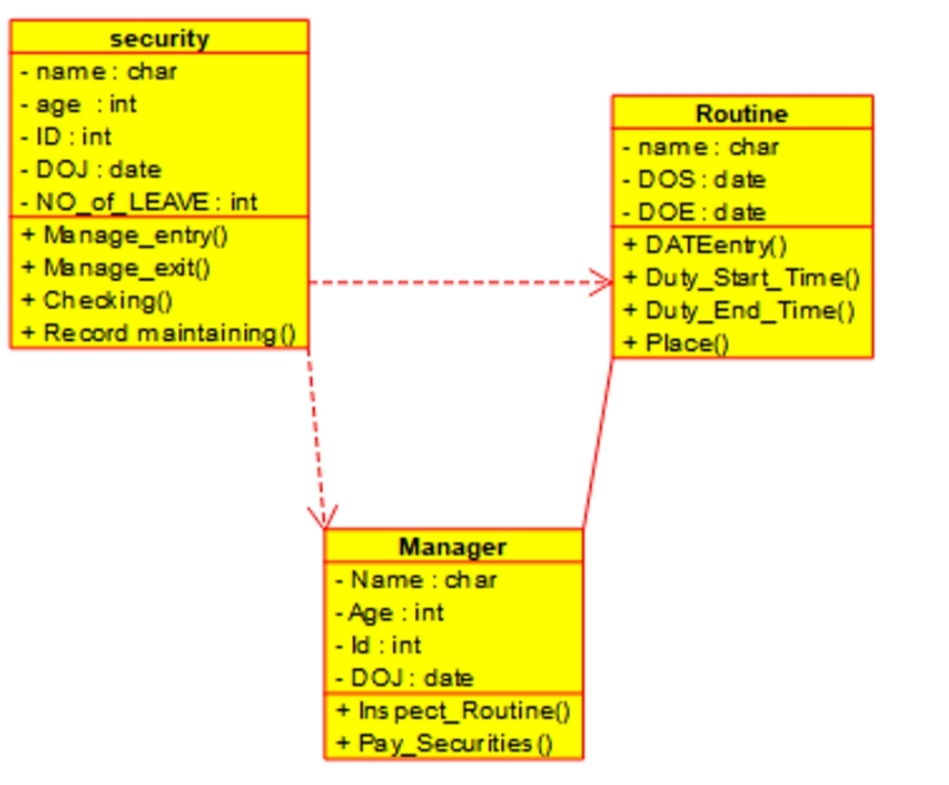 security
- name : char
- age : int
- ID : int
- DOJ : date
- NO_of_LEAVE : int
+ Manage_entry()
+ Manage_exit()
+ Checking()
+ Record maintaining()
Routine
- name : char
- DOS : date
- DOE : date
+ DATEentry()
+ Duty_Start_Time()
+ Duty_End_Time()
+ Place()
Manager
- Name : char
- Age : int
- Id : int
- DOJ : date
+ Inspect_Routine()
+ Pay_Securities()